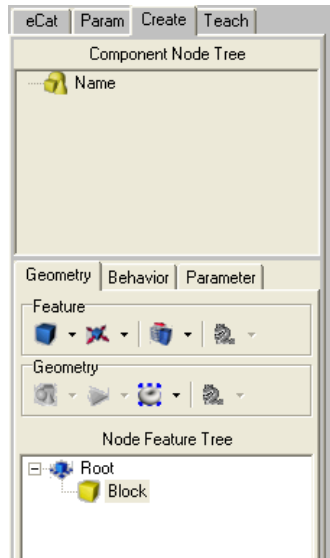 eCat Param Create Teach
Component Node Tree
Name
Geometry Behavior Parameter
Feature
Geometry
Node Feature Tree
Root
Block